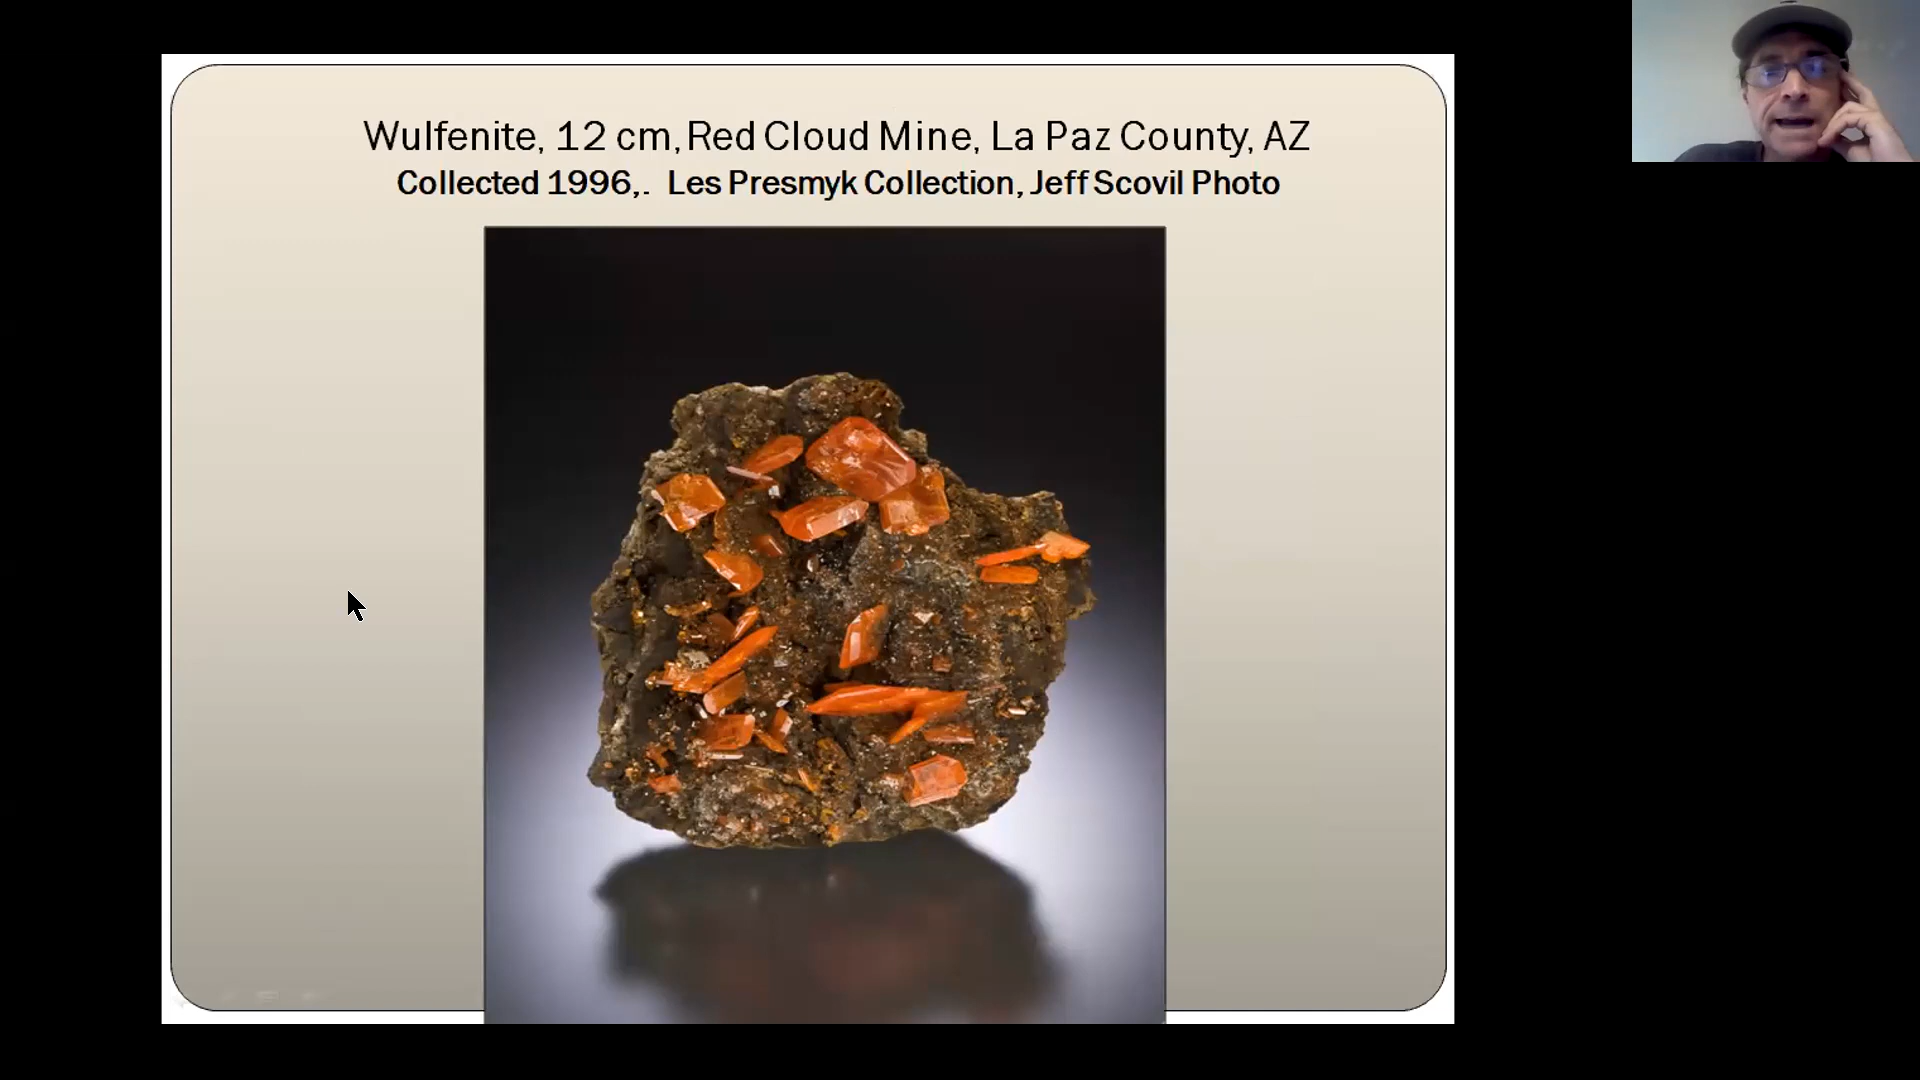 Wulfenite, 12 cm, Red Cloud Mine, La Paz County, AZ
Collected 1996,.  Les Presmyk Collection, Jeff Scovil Photo